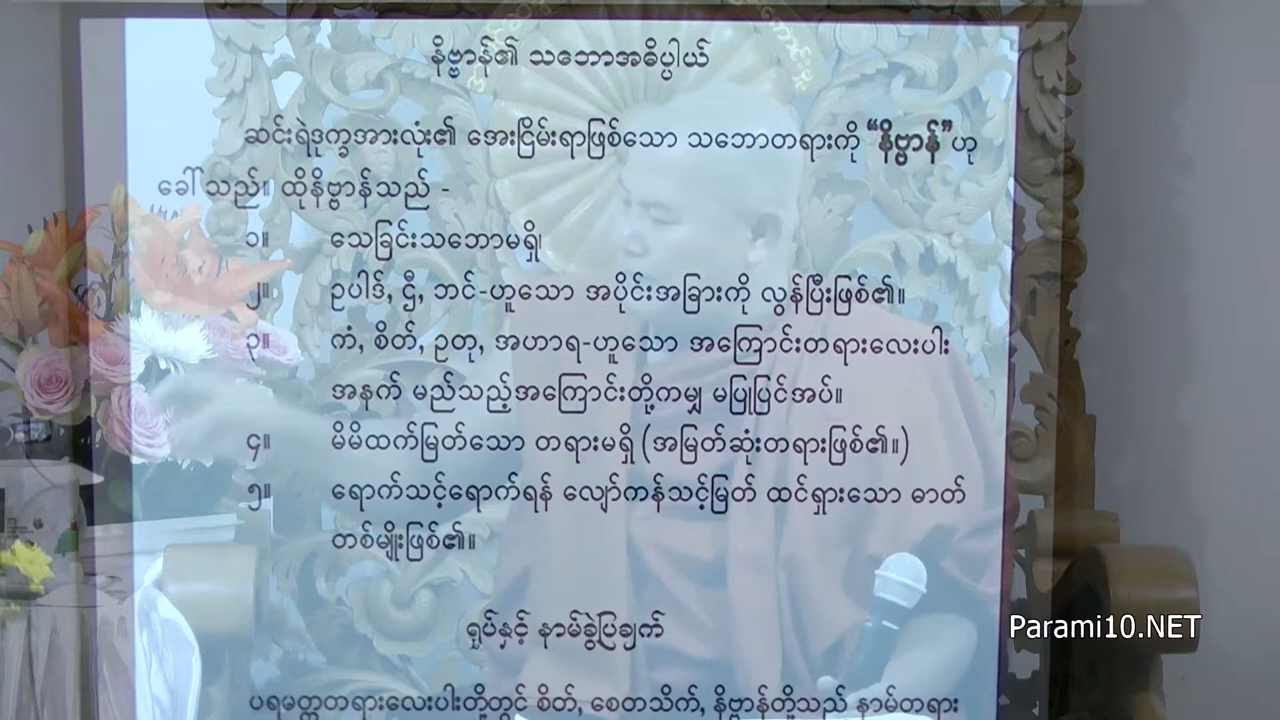 နိဗ္ဗာန်၏ သဘောအဓိပ္ပါယ်
ဆင်းရဲဒုက္ခအားလုံး၏ အေးငြိမ်းရာဖြစ်သော သဘောတရားကို “နိဗ္ဗာန်”ဟု
ခေါ်သည်။ ထိုနိဗ္ဗာန်သည် -
၁။ သေခြင်းသဘောမရှိ၊
၂။ ဥပါဒ်, ဌီ, ဘင်-ဟူသော အပိုင်းအခြားကို လွန်ပြီးဖြစ်၏။
၃။ ကံ, စိတ်, ဥတု, အဟာရ-ဟူသော အကြောင်းတရားလေးပါး
အနက် မည်သည့်အကြောင်းတို့ကမျှ မပြုပြင်အပ်။
၄။ မိမိထက်မြတ်သော တရားမရှိ (အမြတ်ဆုံးတရားဖြစ်၏။)
၅။ ရောက်သင့်ရောက်ရန် လျော်ကန်သင့်မြတ် ထင်ရှားသော ဓာတ်
တစ်မျိုးဖြစ်၏။
ရုပ်နှင့် နာမ်ခွဲပြချက်
ပရမတ္ထတရားလေးပါးတို့တွင် စိတ်, စေတသိက်, နိဗ္ဗာန်တို့သည် နာမ်တရား
Parami10.NET